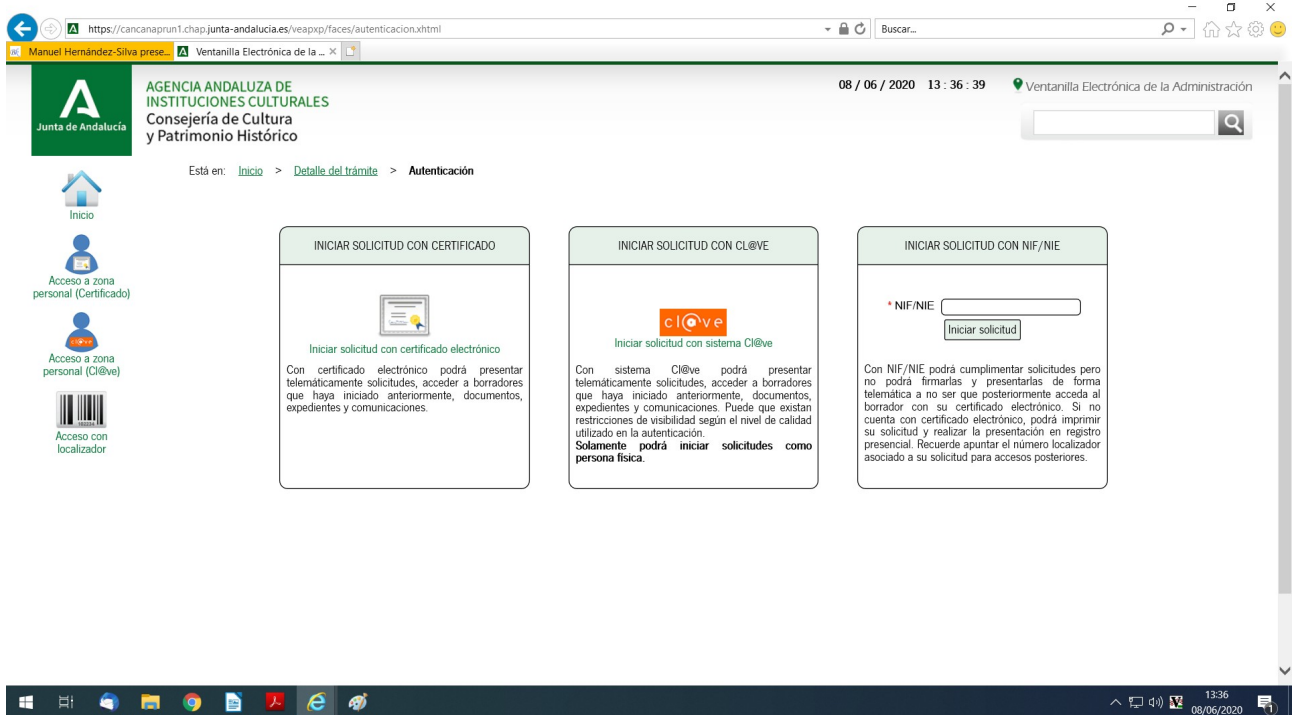 https://cancanaprun1.chap.junta-andalucia.es/veapxp/faces/autenticacion.xhtml
Buscar...
Manuel Hernández-Silva prese...
Ventanilla Electrónica de la ...
Junta de Andalucía
AGENCIA ANDALUZA DE
INSTITUCIONES CULTURALES
Consejería de Cultura
y Patrimonio Histórico
08 / 06 / 2020 13 : 36 : 39
Ventanilla Electrónica de la Administración
Está en: Inicio > Detalle del trámite > Autenticación
Inicio
Acceso a zona
personal (Certificado)
cl@ve
Acceso a zona
personal (Cl@ve)
102234
Acceso con
localizador
INICIAR SOLICITUD CON CERTIFICADO
Iniciar solicitud con certificado electrónico
Con certificado electrónico podrá presentar
telemáticamente solicitudes, acceder a borradores
que haya iniciado anteriormente, documentos,
expedientes y comunicaciones.
INICIAR SOLICITUD CON CL@VE
cl@ve
Iniciar solicitud con sistema Cl@ve
Con sistema Cl@ve podrá presentar
telemáticamente solicitudes, acceder a borradores
que haya iniciado anteriormente, documentos,
expedientes y comunicaciones. Puede que existan
restricciones de visibilidad según el nivel de calidad
utilizado en la autenticación.
Solamente podrá iniciar solicitudes como
persona física.
INICIAR SOLICITUD CON NIF/NIE
* NIF/NIE
Iniciar solicitud
Con NIF/NIE podrá cumplimentar solicitudes pero
no podrá firmarlas y presentarlas de forma
telemática a no ser que posteriormente acceda al
borrador con su certificado electrónico. Si no
cuenta con certificado electrónico, podrá imprimir
su solicitud y realizar la presentación en registro
presencial. Recuerde apuntar el número localizador
asociado a su solicitud para accesos posteriores.
13:36
08/06/2020
1